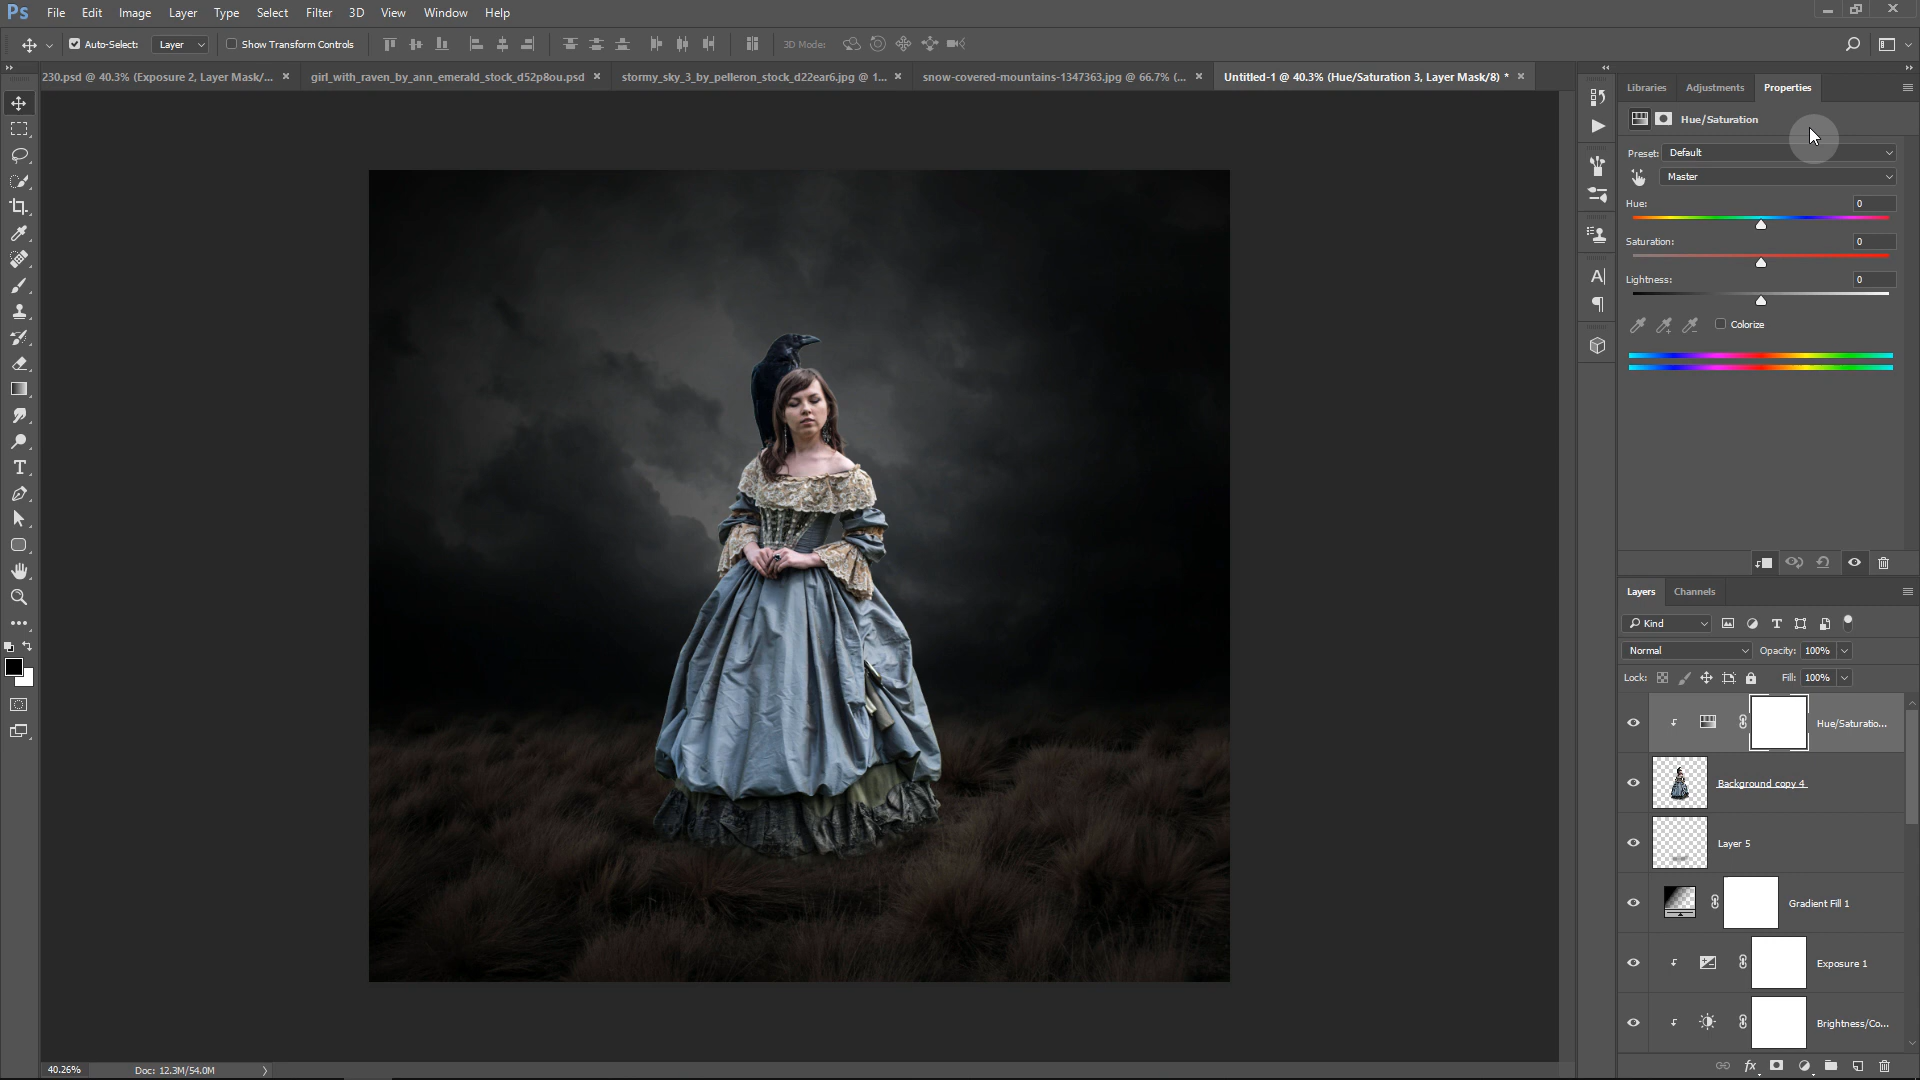 Ps File Edit Image Layer Type Select Filter 3D View Window Help
Auto-Select: Layer Show Transform Controls 3D Mode:
230.psd @ 40.3% (Exposure 2, Layer Mask/... × girl_with_raven_by_ann_emerald_stock_d52p8ou.psd × stormy_sky_3_by_pelleron_stock_d22ear6.jpg @ 1... × snow-covered-mountains-1347363.jpg @ 66.7% (... × Untitled-1 @ 40.3% (Hue/Saturation 3, Layer Mask/8) * ×
Libraries Adjustments Properties
Hue/Saturation
Preset: Default
Master
Hue: 0
Saturation: 0
Lightness: 0
Colorize
Layers Channels
Kind
Normal Opacity: 100%
Lock: Fill: 100%
Hue/Saturatio...
Background copy 4
Layer 5
Gradient Fill 1
Exposure 1
Brightness/Co...
40.26% Doc: 12.3M/54.0M